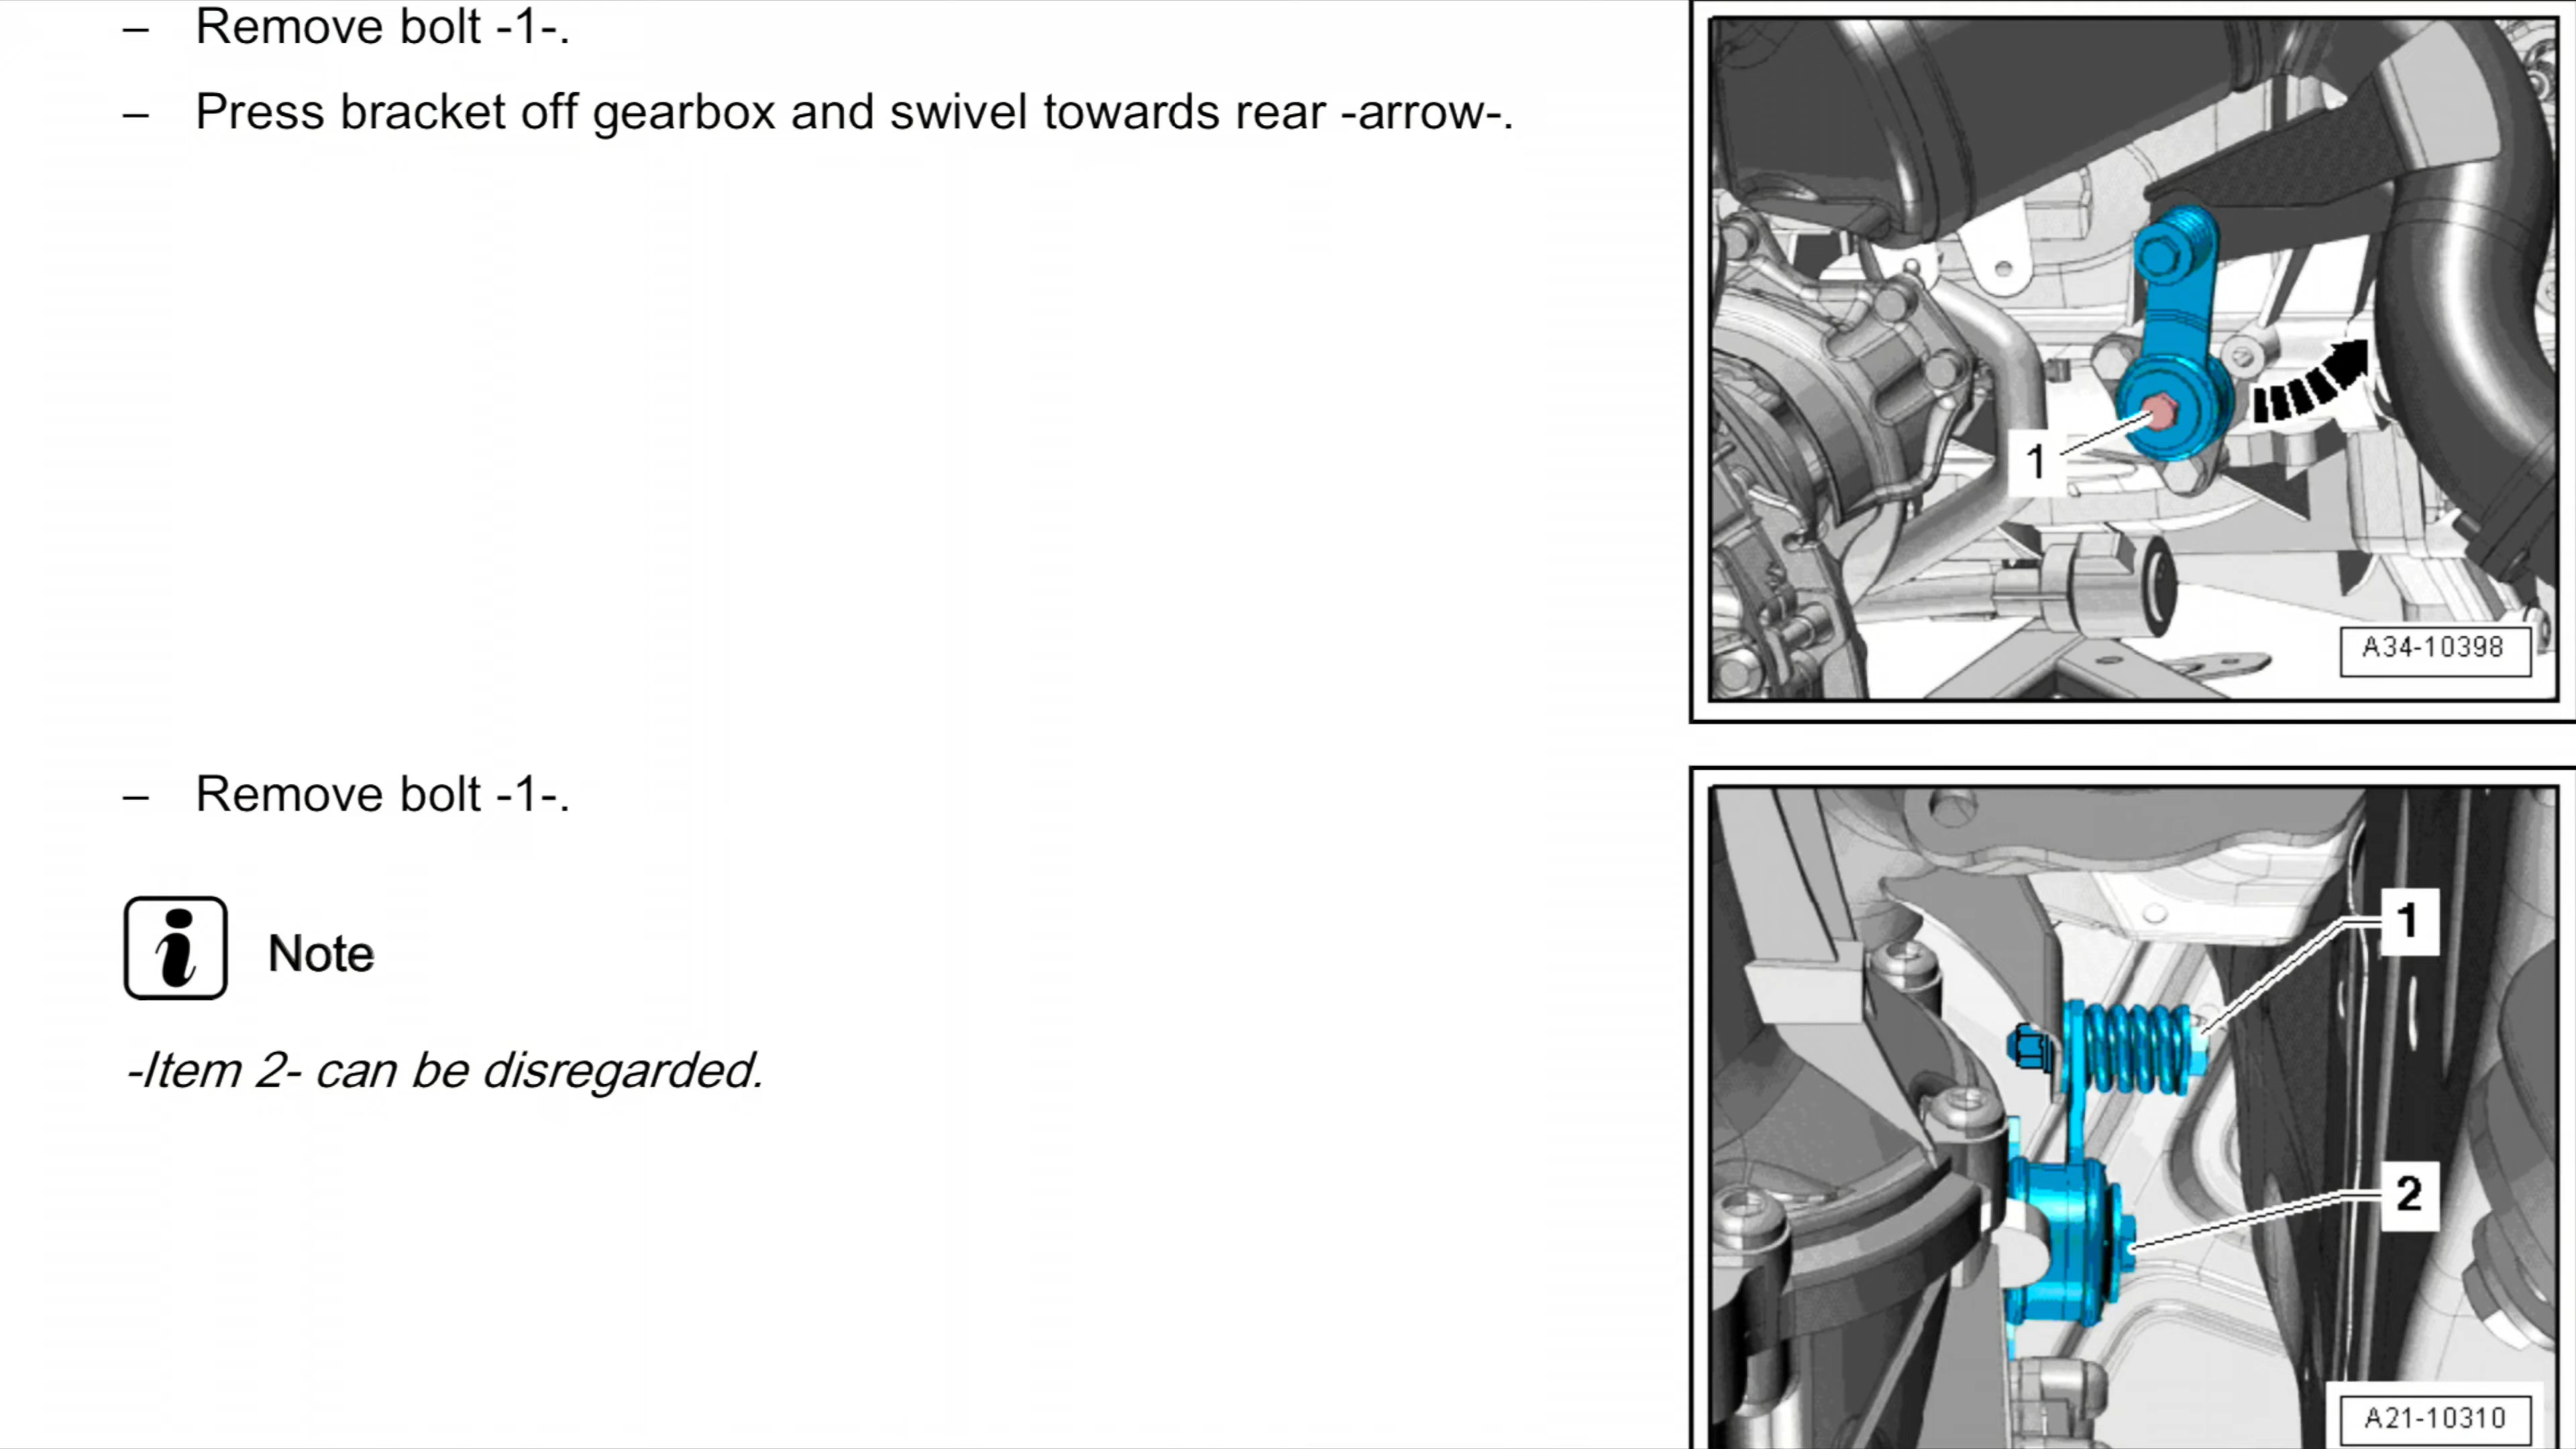 – Remove bolt -1-.
– Press bracket off gearbox and swivel towards rear -arrow-.
1
A34-10398
– Remove bolt -1-.
i Note
-Item 2- can be disregarded.
1
2
A21-10310